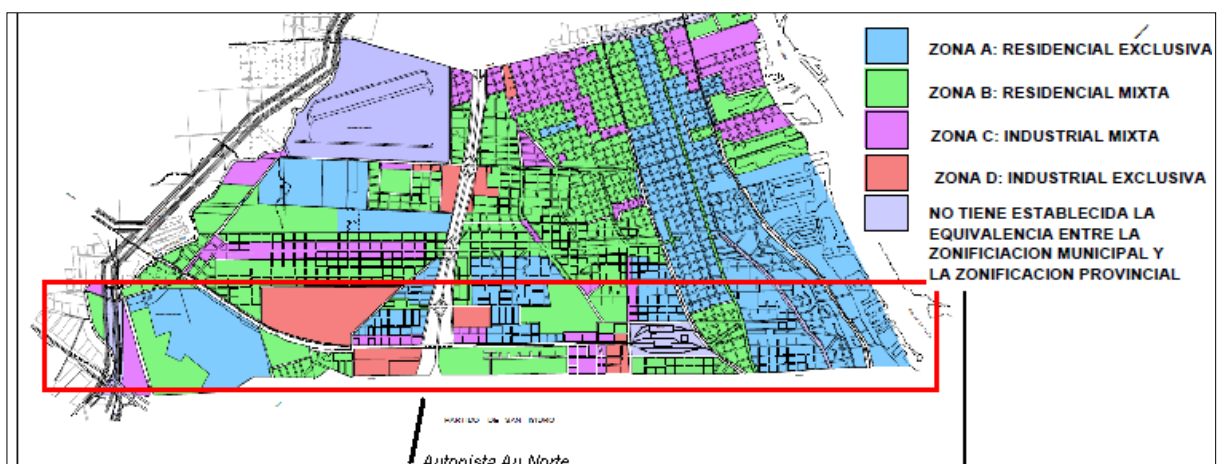 ZONA A: RESIDENCIAL EXCLUSIVA
ZONA B: RESIDENCIAL MIXTA
ZONA C: INDUSTRIAL MIXTA
ZONA D: INDUSTRIAL EXCLUSIVA
NO TIENE ESTABLECIDA LA
EQUIVALENCIA ENTRE LA
ZONIFICIACION MUNICIPAL Y
LA ZONIFICACION PROVINCIAL
PARTIDO DE SAN ISIDRO
Autopista Au Norte